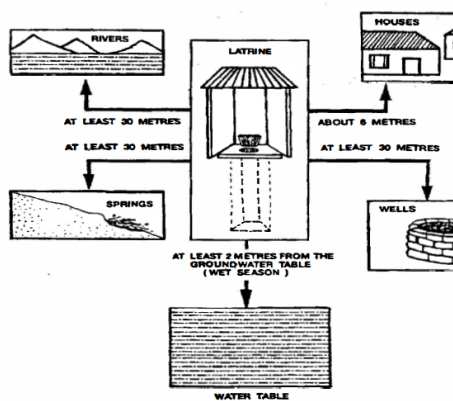 RIVERS
LATRINE
HOUSES
AT LEAST 30 METRES
ABOUT 6 METRES
AT LEAST 30 METRES
AT LEAST 30 METRES
SPRINGS
WELLS
AT LEAST 2 METRES FROM THE
GROUNDWATER TABLE
(WET SEASON)
WATER TABLE